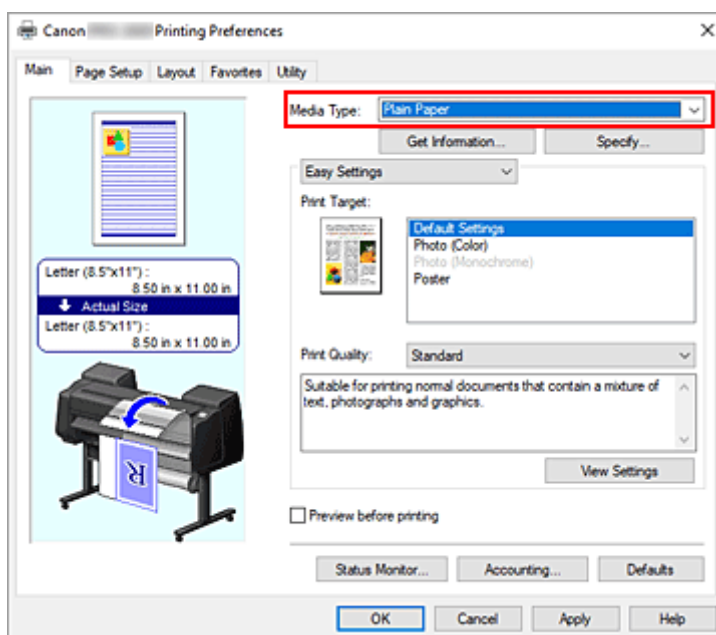 Canon Printing Preferences
Main Page Setup Layout Favorites Utility
Media Type: Plain Paper
Get Information... Specify...
Easy Settings
Print Target:
Default Settings
Photo (Color)
Photo (Monochrome)
Poster
Letter (8.5"x11") :
8.50 in x 11.00 in
Actual Size
Letter (8.5"x11") :
8.50 in x 11.00 in
Print Quality: Standard
Suitable for printing normal documents that contain a mixture of
text, photographs and graphics.
R
View Settings
Preview before printing
Status Monitor... Accounting... Defaults
OK Cancel Apply Help